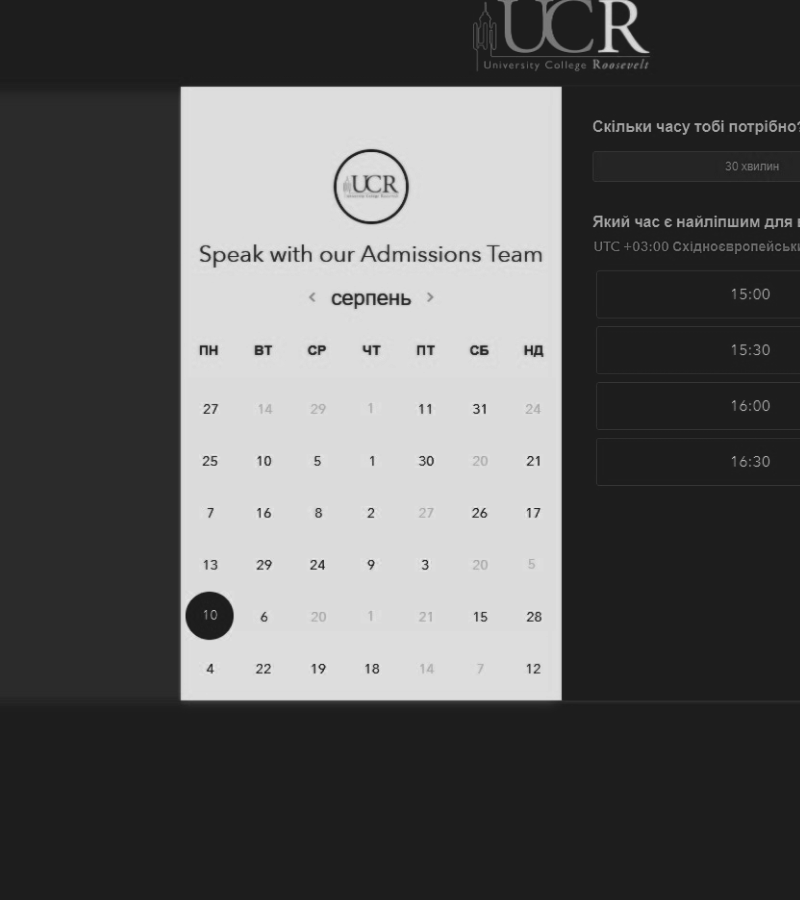 UCR
University College Roosevelt
UCR
Speak with our Admissions Team
‹ серпень ›
ПН ВТ СР ЧТ ПТ СБ НД
27 14 29 1 11 31 24
25 10 5 1 30 20 21
7 16 8 2 27 26 17
13 29 24 9 3 20 5
10 6 20 1 21 15 28
4 22 19 18 14 7 12
Скільки часу тобі потрібно?
30 хвилин
Який час є найліпшим для
UTC +03:00 Східноєвропейськ
15:00
15:30
16:00
16:30